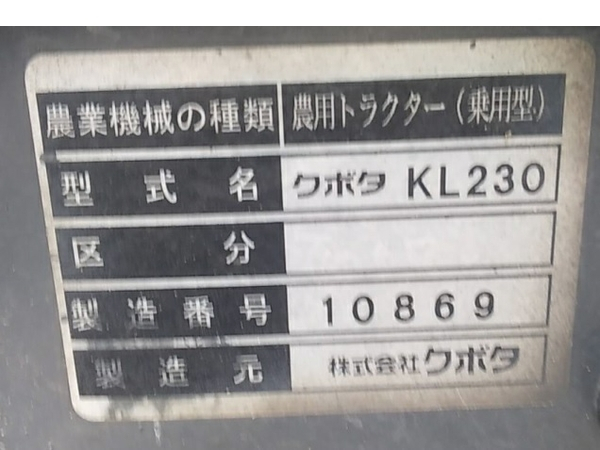 農業機械の種類 農用トラクター(乗用型)
型式名 クボタ KL230
区分
製造番号 10869
製造元 株式会社クボタ